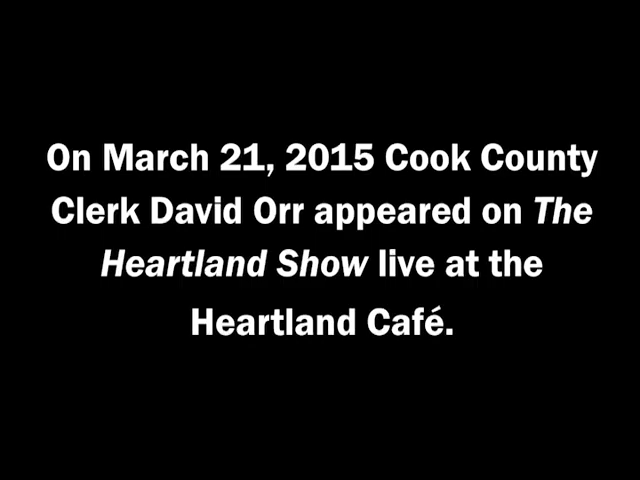 On March 21, 2015 Cook County
Clerk David Orr appeared on The
Heartland Show live at the
Heartland Café.